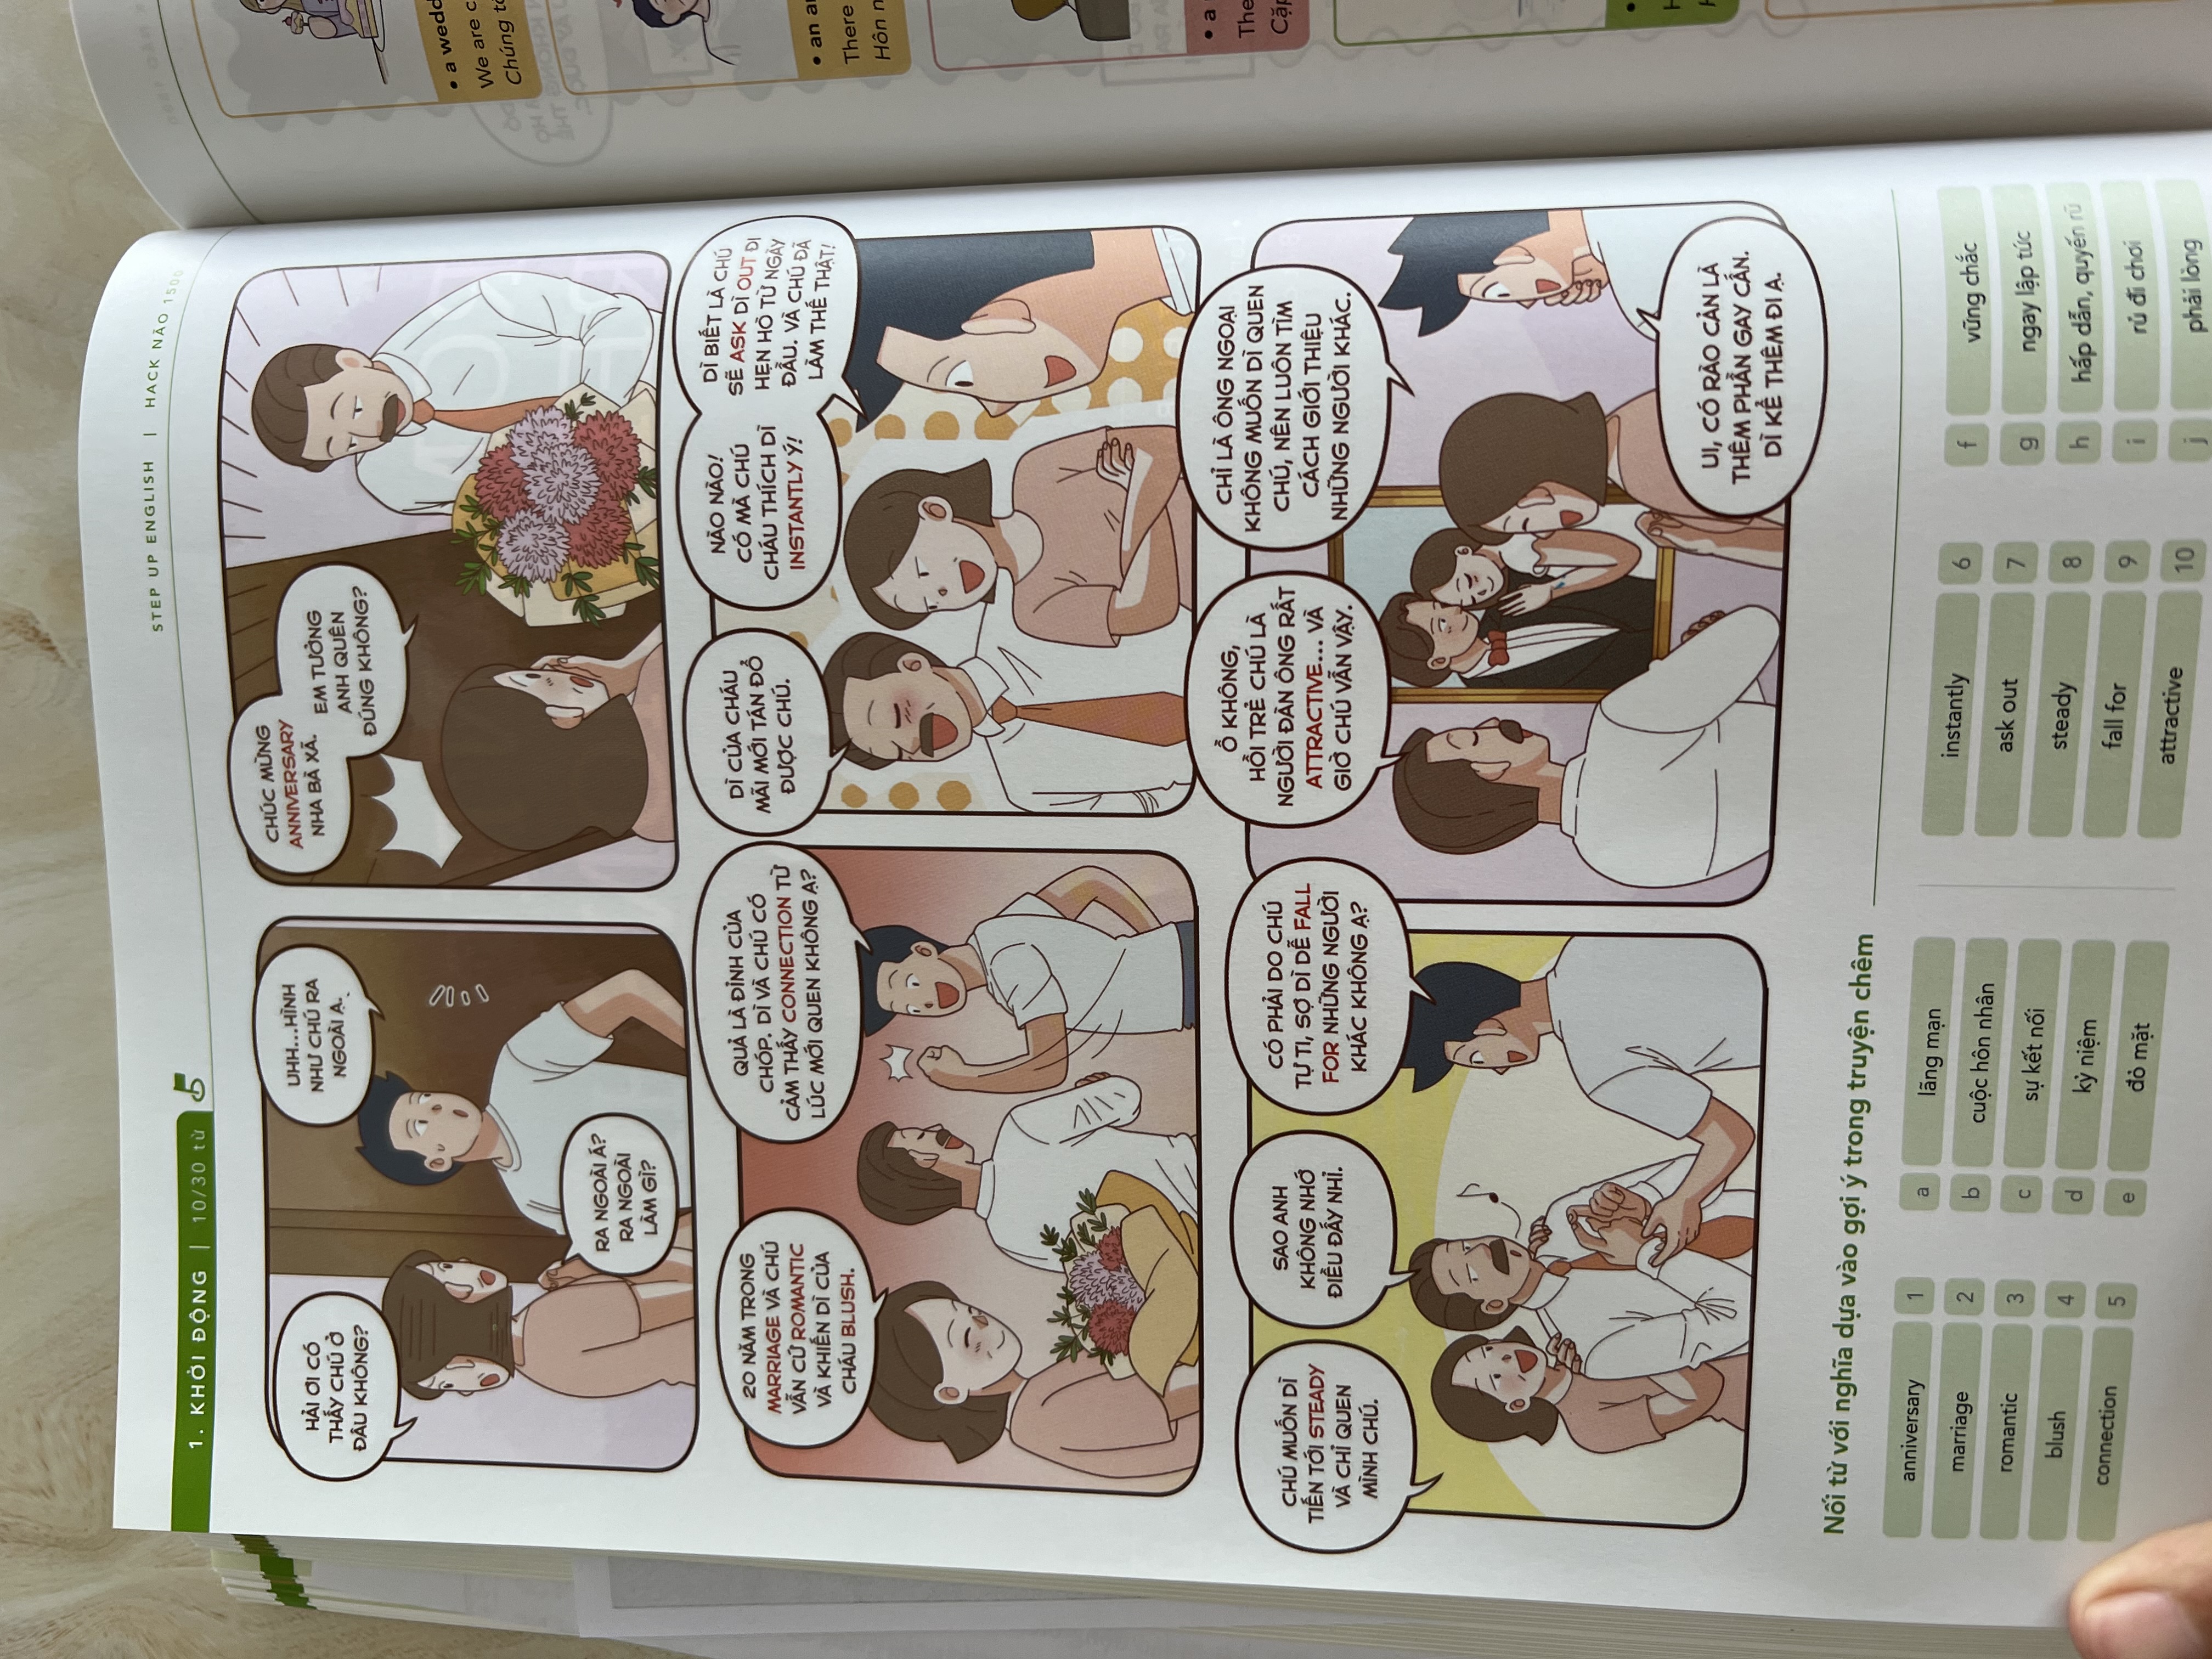 STEP UP ENGLISH | HACK NÃO 1500
1. KHỞI ĐỘNG | 10/30 từ
HẢI ƠI CÓ
THẤY CHÚ Ở
ĐÂU KHÔNG?
UHH...HÌNH
NHƯ CHÚ RA
NGOÀI Ạ.
RA NGOÀI Á?
RA NGOÀI
LÀM GÌ?
CHÚC MỪNG
ANNIVERSARY
NHA BÀ XÃ.
EM TƯỞNG
ANH QUÊN
ĐÚNG KHÔNG?
20 NĂM TRONG
MARRIAGE VÀ CHÚ
VẪN CỨ ROMANTIC
VÀ KHIẾN DÌ CỦA
CHÁU BLUSH.
QUẢ LÀ ĐỈNH CỦA
CHÓP. DÌ VÀ CHÚ CÓ
CẢM THẤY CONNECTION TỪ
LÚC MỚI QUEN KHÔNG Ạ?
DÌ CỦA CHÁU
MÃI MỚI TÁN ĐỔ
ĐƯỢC CHÚ.
NÀO NÀO!
CÓ MÀ CHÚ
CHÁU THÍCH DÌ
INSTANTLY Ý!
DÌ BIẾT LÀ CHÚ
SẼ ASK DÌ OUT ĐI
HẸN HÒ TỪ NGÀY
ĐẦU. VÀ CHÚ ĐÃ
LÀM THẾ THẬT!
CHÚ MUỐN DÌ
TIẾN TỚI STEADY
VÀ CHỈ QUEN
MÌNH CHÚ.
SAO ANH
KHÔNG NHỚ
ĐIỀU ĐẤY NHỈ.
CÓ PHẢI DO CHÚ
TỰ TI, SỢ DÌ DỄ FALL
FOR NHỮNG NGƯỜI
KHÁC KHÔNG Ạ?
Ồ KHÔNG,
HỒI TRẺ CHÚ LÀ
NGƯỜI ĐÀN ÔNG RẤT
ATTRACTIVE... VÀ
GIỜ CHÚ VẪN VẬY.
CHỈ LÀ ÔNG NGOẠI
KHÔNG MUỐN DÌ QUEN
CHÚ, NÊN LUÔN TÌM
CÁCH GIỚI THIỆU
NHỮNG NGƯỜI KHÁC.
UI, CÓ RÀO CẢN LÀ
THÊM PHẦN GAY CẤN.
DÌ KỂ THÊM ĐI Ạ.
Nối từ với nghĩa dựa vào gợi ý trong truyện chêm
anniversary 1 a lãng mạn
marriage 2 b cuộc hôn nhân
romantic 3 c sự kết nối
blush 4 d kỷ niệm
connection 5 e đỏ mặt
instantly 6 f vững chắc
ask out 7 g ngay lập tức
steady 8 h hấp dẫn, quyến rũ
fall for 9 i rủ đi chơi
attractive 10 j phải lòng
• a wedd
We are c
Chúng tô
• an
There
Hôn n
• a
The
Cặp